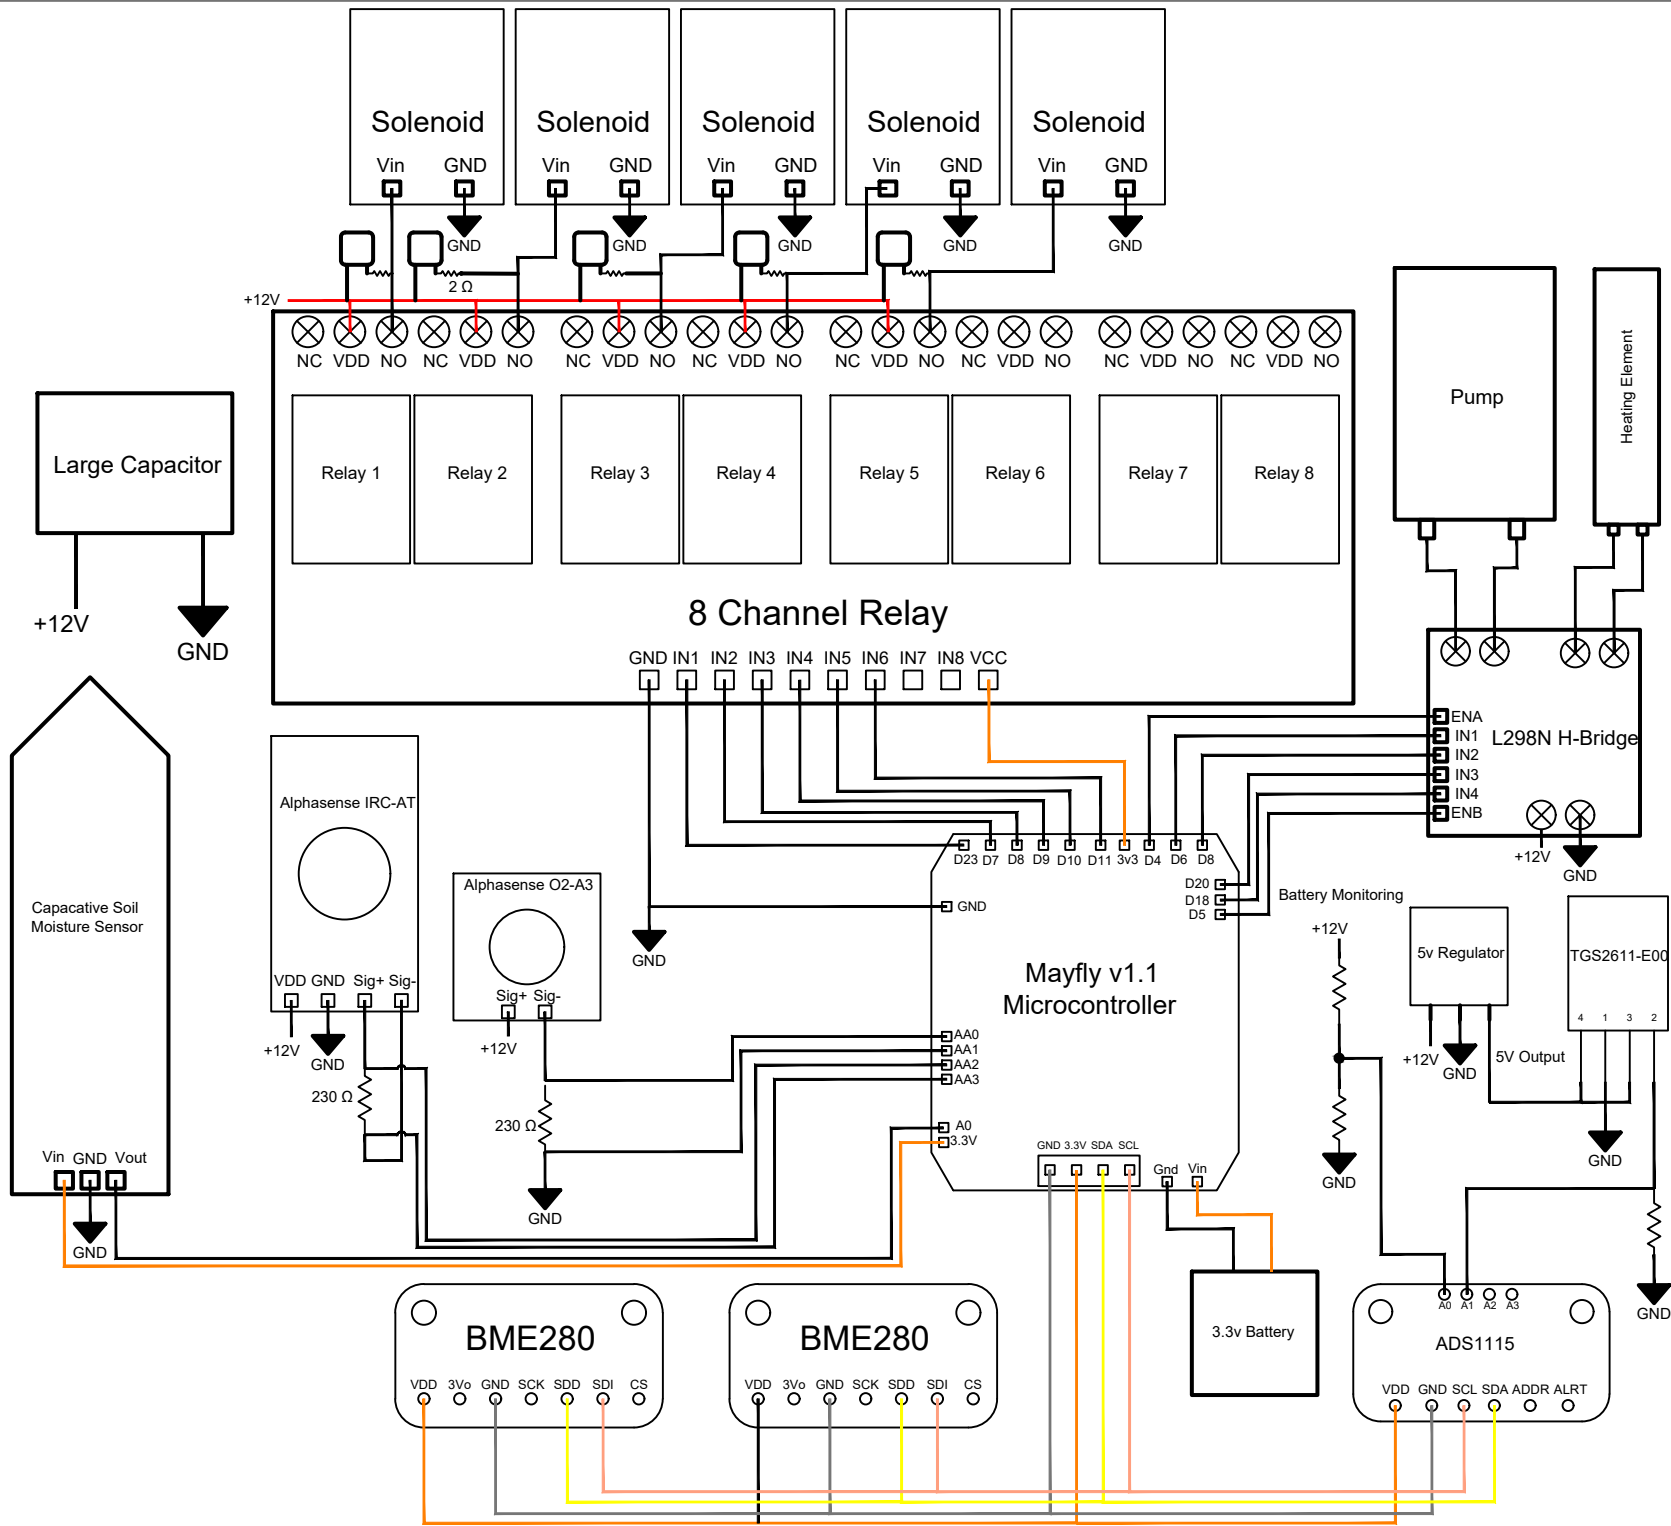 Solenoid Solenoid Solenoid Solenoid Solenoid
Vin GND Vin GND Vin GND Vin GND Vin GND
GND GND GND GND GND
2 Ω
+12V
NC VDD NO NC VDD NO NC VDD NO NC VDD NO NC VDD NO NC VDD NO NC VDD NO NC VDD NO
Relay 1 Relay 2 Relay 3 Relay 4 Relay 5 Relay 6 Relay 7 Relay 8
8 Channel Relay
GND IN1 IN2 IN3 IN4 IN5 IN6 IN7 IN8 VCC
Large Capacitor
+12V
GND
Pump
Heating Element
ENA
IN1
IN2
IN3
IN4
ENB
L298N H-Bridge
+12V
GND
Capacative Soil
Moisture Sensor
Vin GND Vout
GND
Alphasense IRC-AT
VDD GND Sig+ Sig-
+12V
GND
230 Ω
Alphasense O2-A3
Sig+ Sig-
+12V
230 Ω
GND
GND
D23 D7 D8 D9 D10 D11 3v3 D4 D6 D8
D20
D18
D5
GND
Mayfly v1.1
Microcontroller
AA0
AA1
AA2
AA3
A0
3.3V
GND 3.3V SDA SCL
Gnd Vin
3.3v Battery
Battery Monitoring
+12V
GND
5v Regulator
+12V
GND
5V Output
TGS2611-E00
4 1 3 2
GND
GND
BME280
VDD 3Vo GND SCK SDD SDI CS
BME280
VDD 3Vo GND SCK SDD SDI CS
A0 A1 A2 A3
ADS1115
VDD GND SCL SDA ADDR ALRT